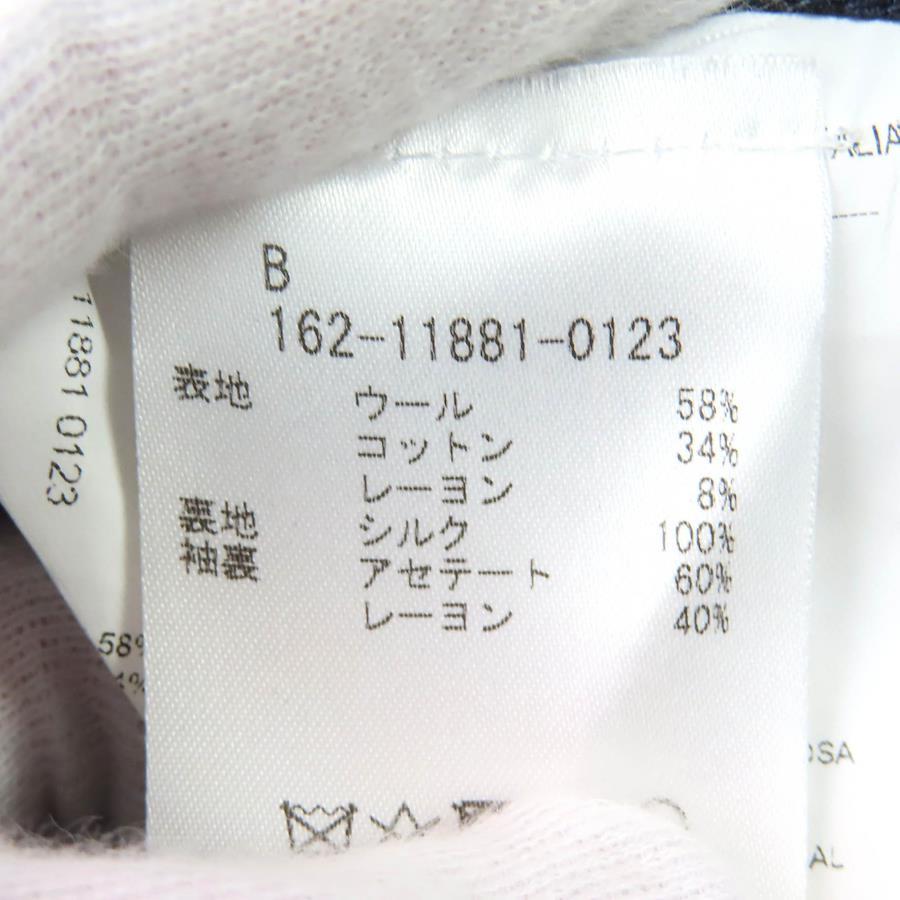 B
162-11881-0123
表地 ウール 58%
コットン 34%
レーヨン 8%
裏地 シルク 100%
袖裏 アセテート 60%
レーヨン 40%
11881 0123
58%